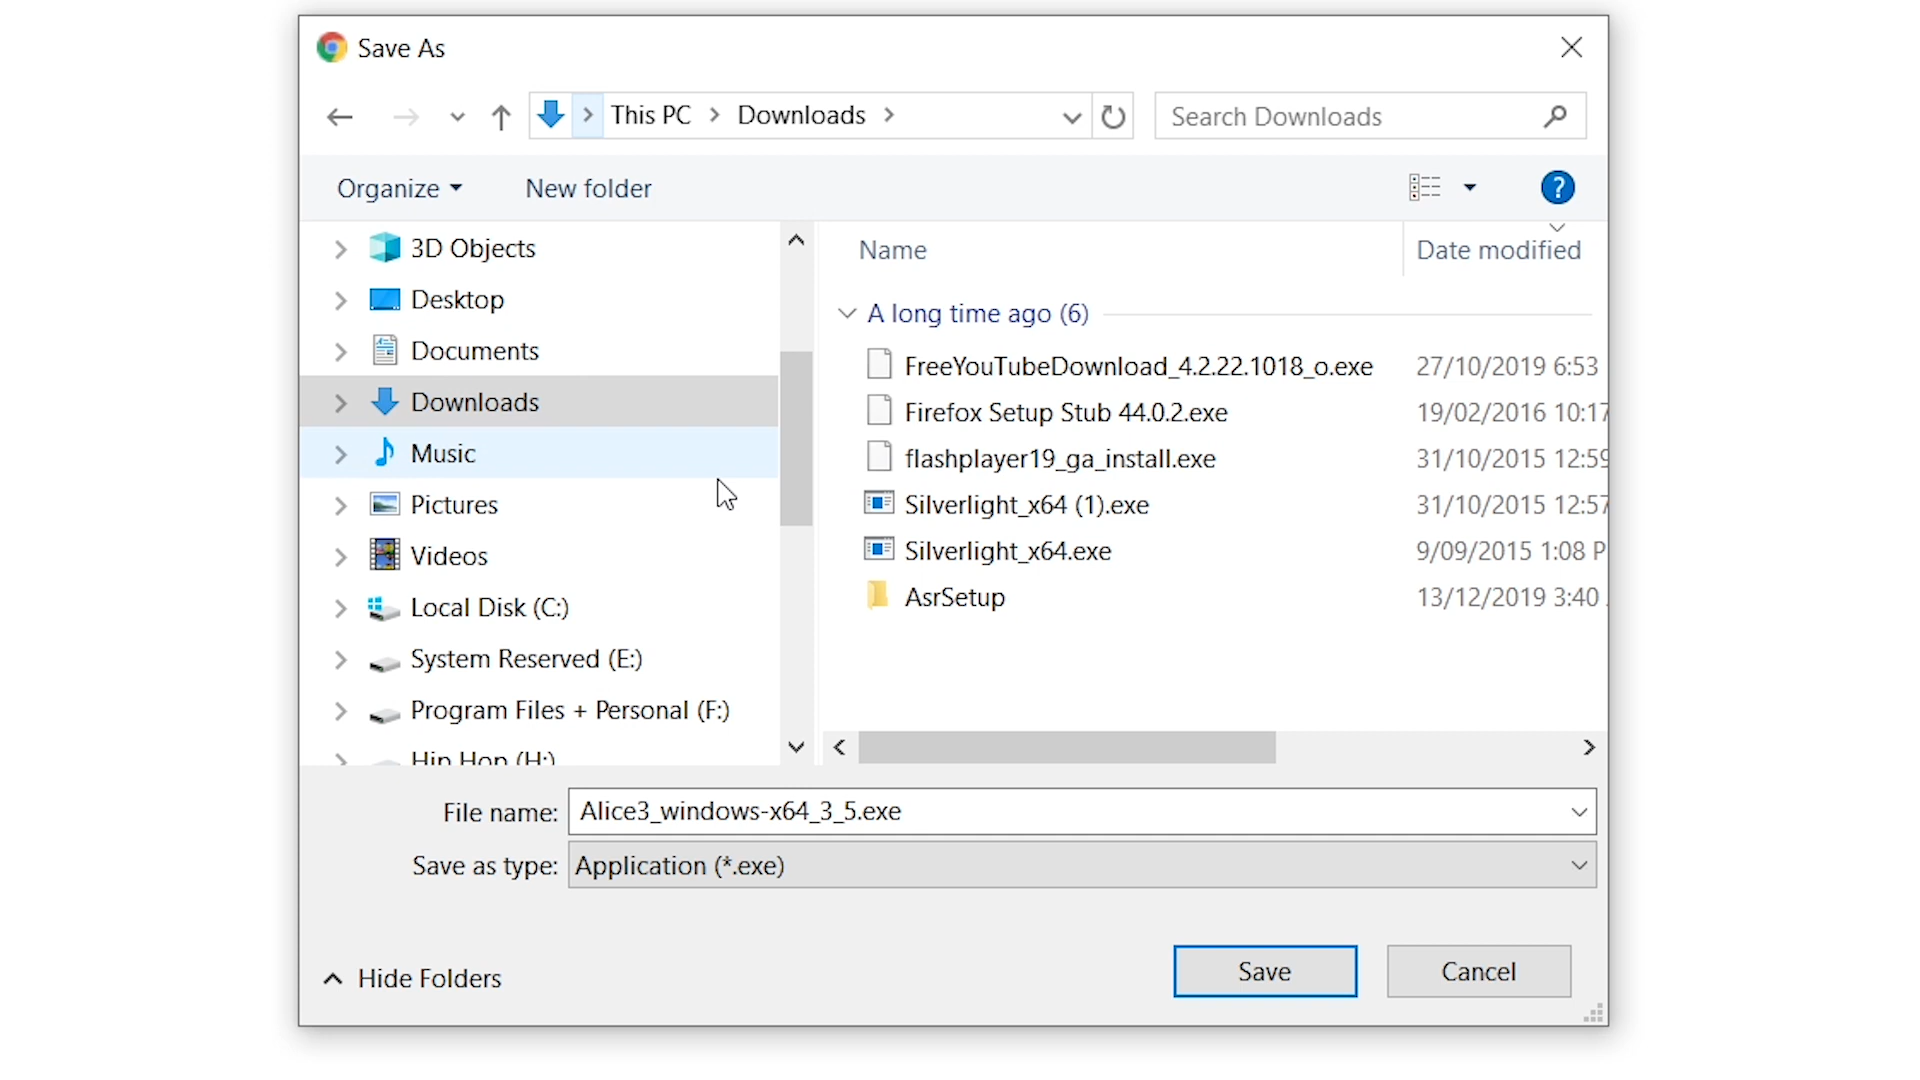 Save As
This PC > Downloads >
Search Downloads
Organize
New folder
?
3D Objects
Desktop
Documents
Downloads
Music
Pictures
Videos
Local Disk (C:)
System Reserved (E:)
Program Files + Personal (F:)
Hip Hop (H:)
Name
Date modified
A long time ago (6)
FreeYouTubeDownload_4.2.22.1018_o.exe 27/10/2019 6:53
Firefox Setup Stub 44.0.2.exe 19/02/2016 10:17
flashplayer19_ga_install.exe 31/10/2015 12:59
Silverlight_x64 (1).exe 31/10/2015 12:57
Silverlight_x64.exe 9/09/2015 1:08 P
AsrSetup 13/12/2019 3:40
File name: Alice3_windows-x64_3_5.exe
Save as type: Application (*.exe)
Hide Folders
Save
Cancel